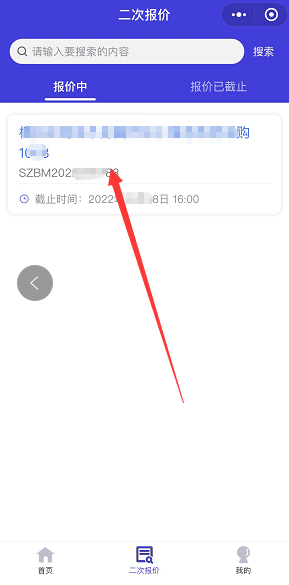 二次报价
请输入要搜索的内容
搜索
报价中
报价已截止
购
SZBM202
截止时间：2022 8日 16:00
首页
二次报价
我的